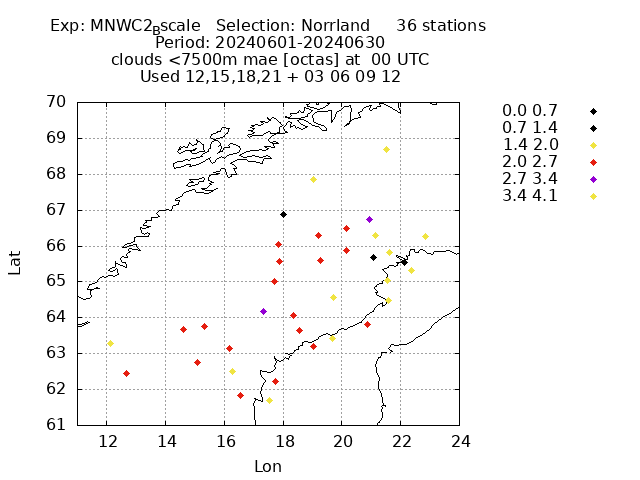 Exp: MNWC2_Bscale Selection: Norrland 36 stations
Period: 20240601-20240630
clouds <7500m mae [octas] at 00 UTC
Used 12,15,18,21 + 03 06 09 12
70
69
68
67
66
65
64
63
62
61
Lat
12 14 16 18 20 22 24
Lon
0.0 0.7
0.7 1.4
1.4 2.0
2.0 2.7
2.7 3.4
3.4 4.1